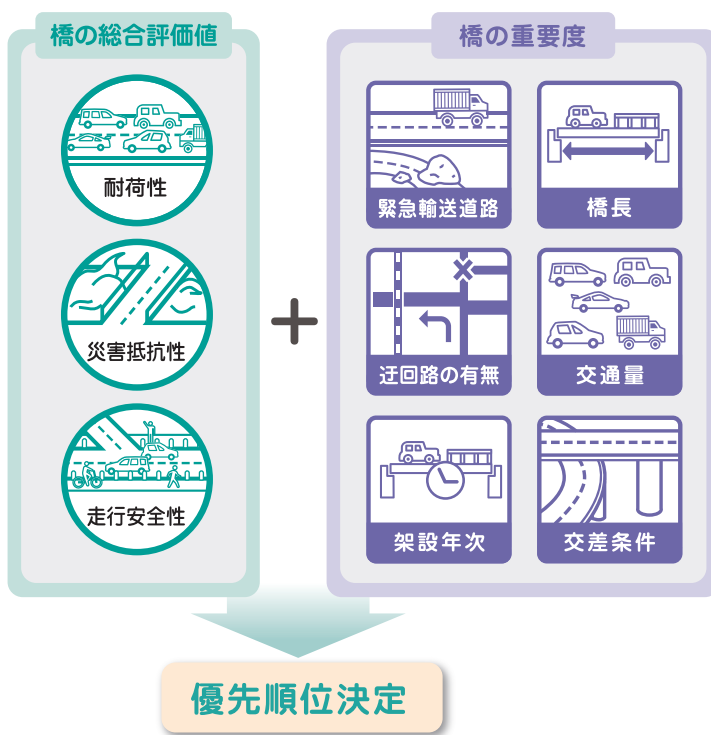 橋の総合評価値
耐荷性
災害抵抗性
走行安全性
+
橋の重要度
緊急輸送道路
橋長
迂回路の有無
交通量
架設年次
交差条件
優先順位決定